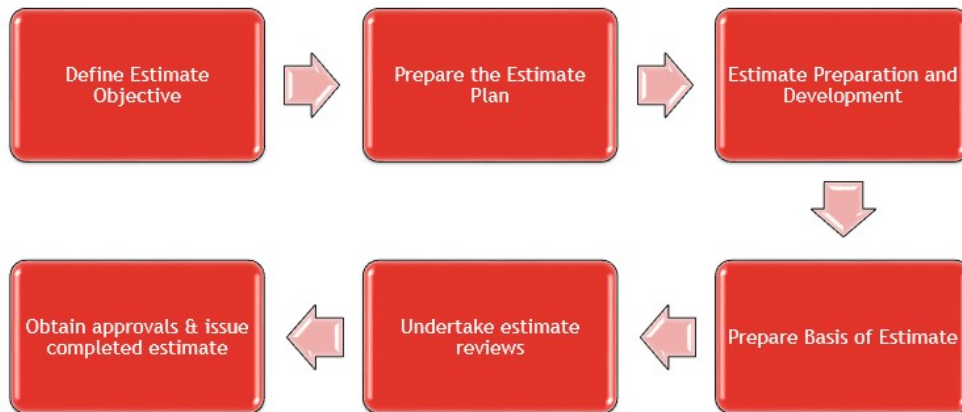 Define Estimate
Objective
Prepare the Estimate
Plan
Estimate Preparation and
Development
Prepare Basis of Estimate
Undertake estimate
reviews
Obtain approvals & issue
completed estimate